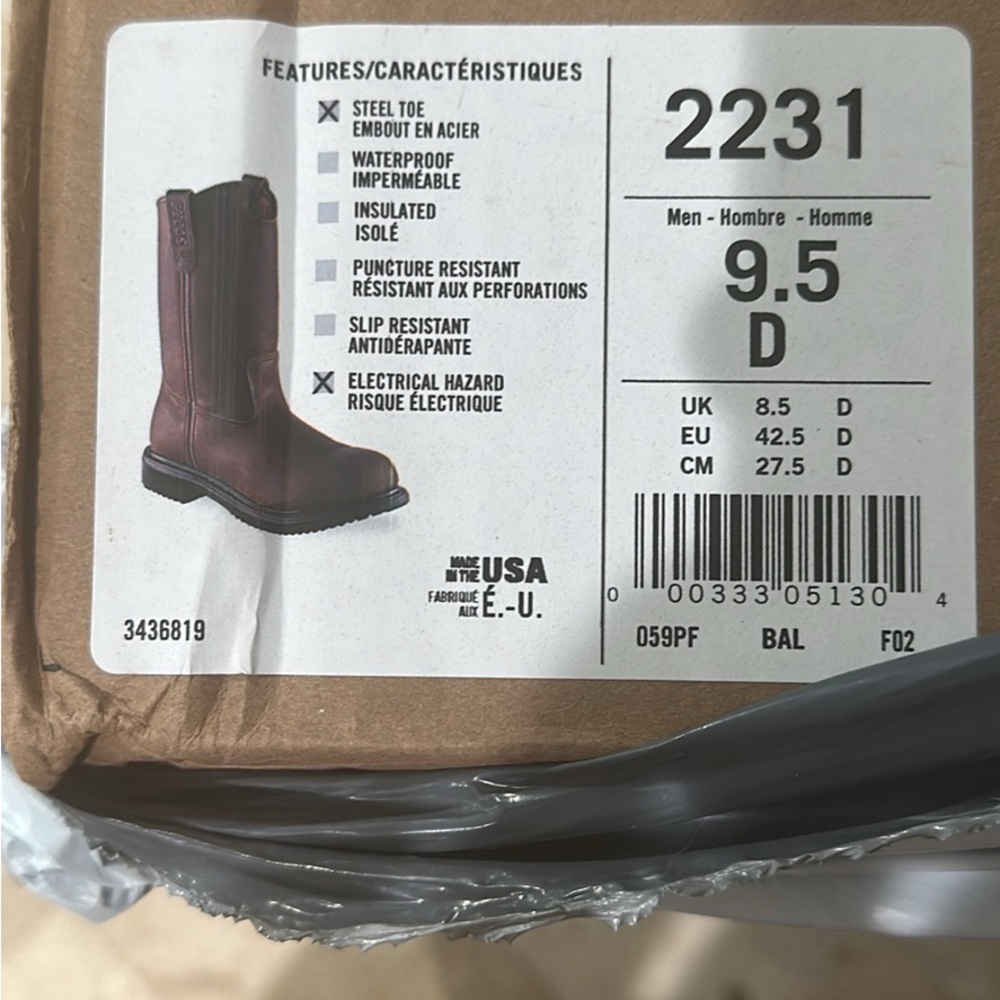 FEATURES/CARACTÉRISTIQUES
STEEL TOE
EMBOUT EN ACIER
WATERPROOF
IMPERMÉABLE
INSULATED
ISOLÉ
PUNCTURE RESISTANT
RÉSISTANT AUX PERFORATIONS
SLIP RESISTANT
ANTIDÉRAPANTE
ELECTRICAL HAZARD
RISQUE ÉLECTRIQUE
MADE IN THE USA
FABRIQUÉ AUX É.-U.
3436819
2231
Men - Hombre - Homme
9.5
D
UK 8.5 D
EU 42.5 D
CM 27.5 D
0 00333 05130 4
059PF BAL F02